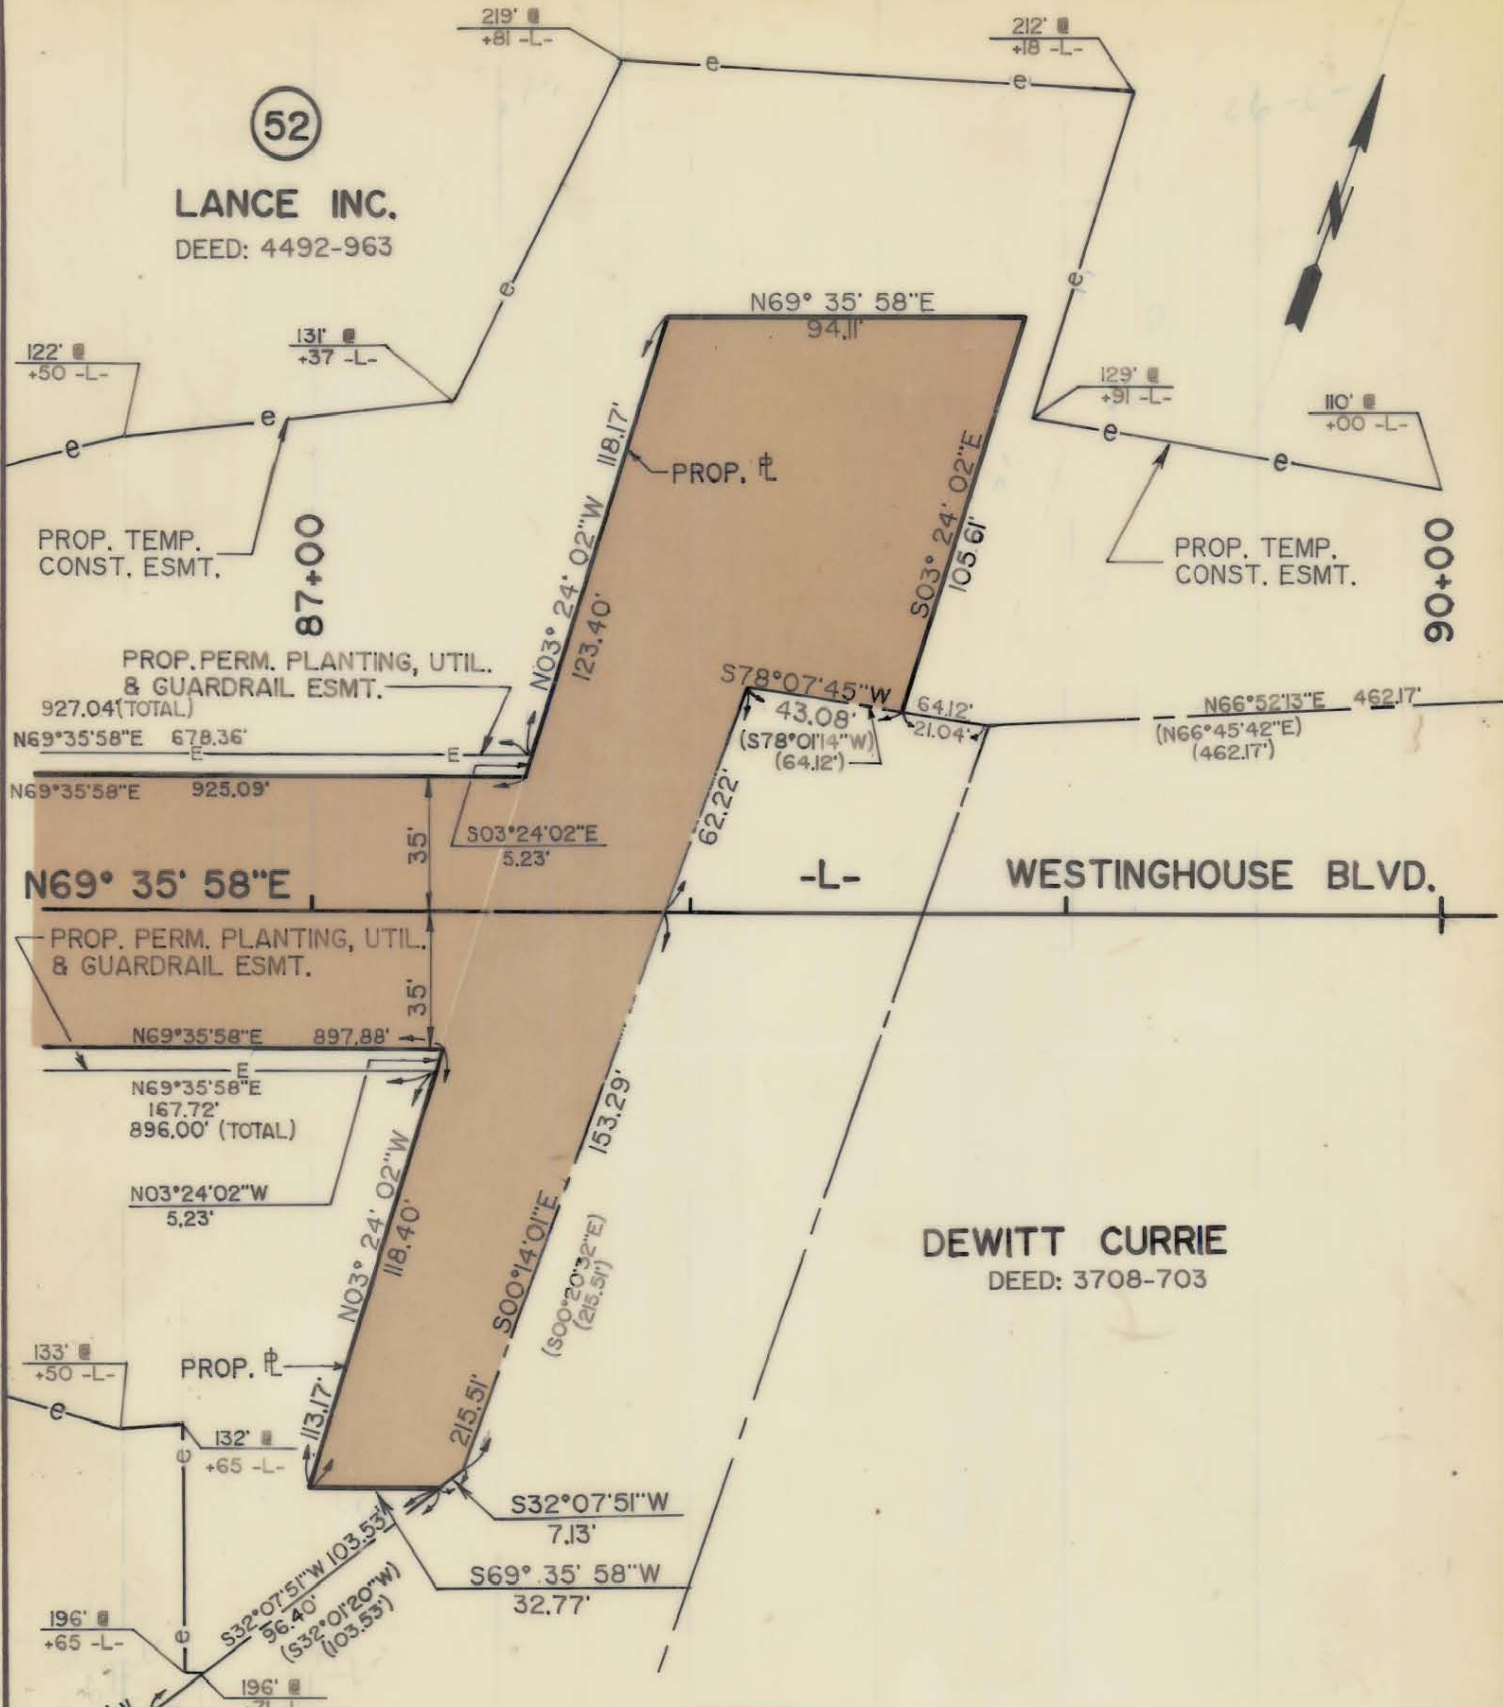 219' @
+81 -L-
212' @
+18 -L-
52
LANCE INC.
DEED: 4492-963
N
N69° 35' 58"E
94.11'
122' @
+50 -L-
131' @
+37 -L-
e
e
e
e
e
e
e
e
129' @
+91 -L-
110' @
+00 -L-
118.17'
PROP. PL
S03° 24' 02"E
105.61'
PROP. TEMP.
CONST. ESMT.
87+00
N03° 24' 02"W
123.40'
PROP. TEMP.
CONST. ESMT.
90+00
PROP. PERM. PLANTING, UTIL.
& GUARDRAIL ESMT.
927.04'(TOTAL)
N69°35'58"E 678.36'
E
E
S78°07'45"W
43.08'
(S78°01'14"W)
(64.12')
64.12'
21.04'
N66°52'13"E 462.17'
(N66°45'42"E)
(462.17')
N69°35'58"E 925.09'
62.22'
35'
S03°24'02"E
5.23'
N69° 35' 58"E
-L-
WESTINGHOUSE BLVD.
PROP. PERM. PLANTING, UTIL.
& GUARDRAIL ESMT.
35'
N69°35'58"E 897.88'
E
N69°35'58"E
167.72'
896.00' (TOTAL)
153.29'
N03°24'02"W
5.23'
N03° 24' 02"W
118.40'
S00°14'01"E
(S00°20'32"E)
(215.51')
DEWITT CURRIE
DEED: 3708-703
133' @
+50 -L-
PROP. PL
e
113.17'
215.51'
132' @
+65 -L-
e
S32°07'51"W
7.13'
S69° 35' 58"W
32.77'
S32°07'51"W 103.53'
96.40'
(S32°01'20"W)
(103.53')
196' @
+65 -L-
e
196' @